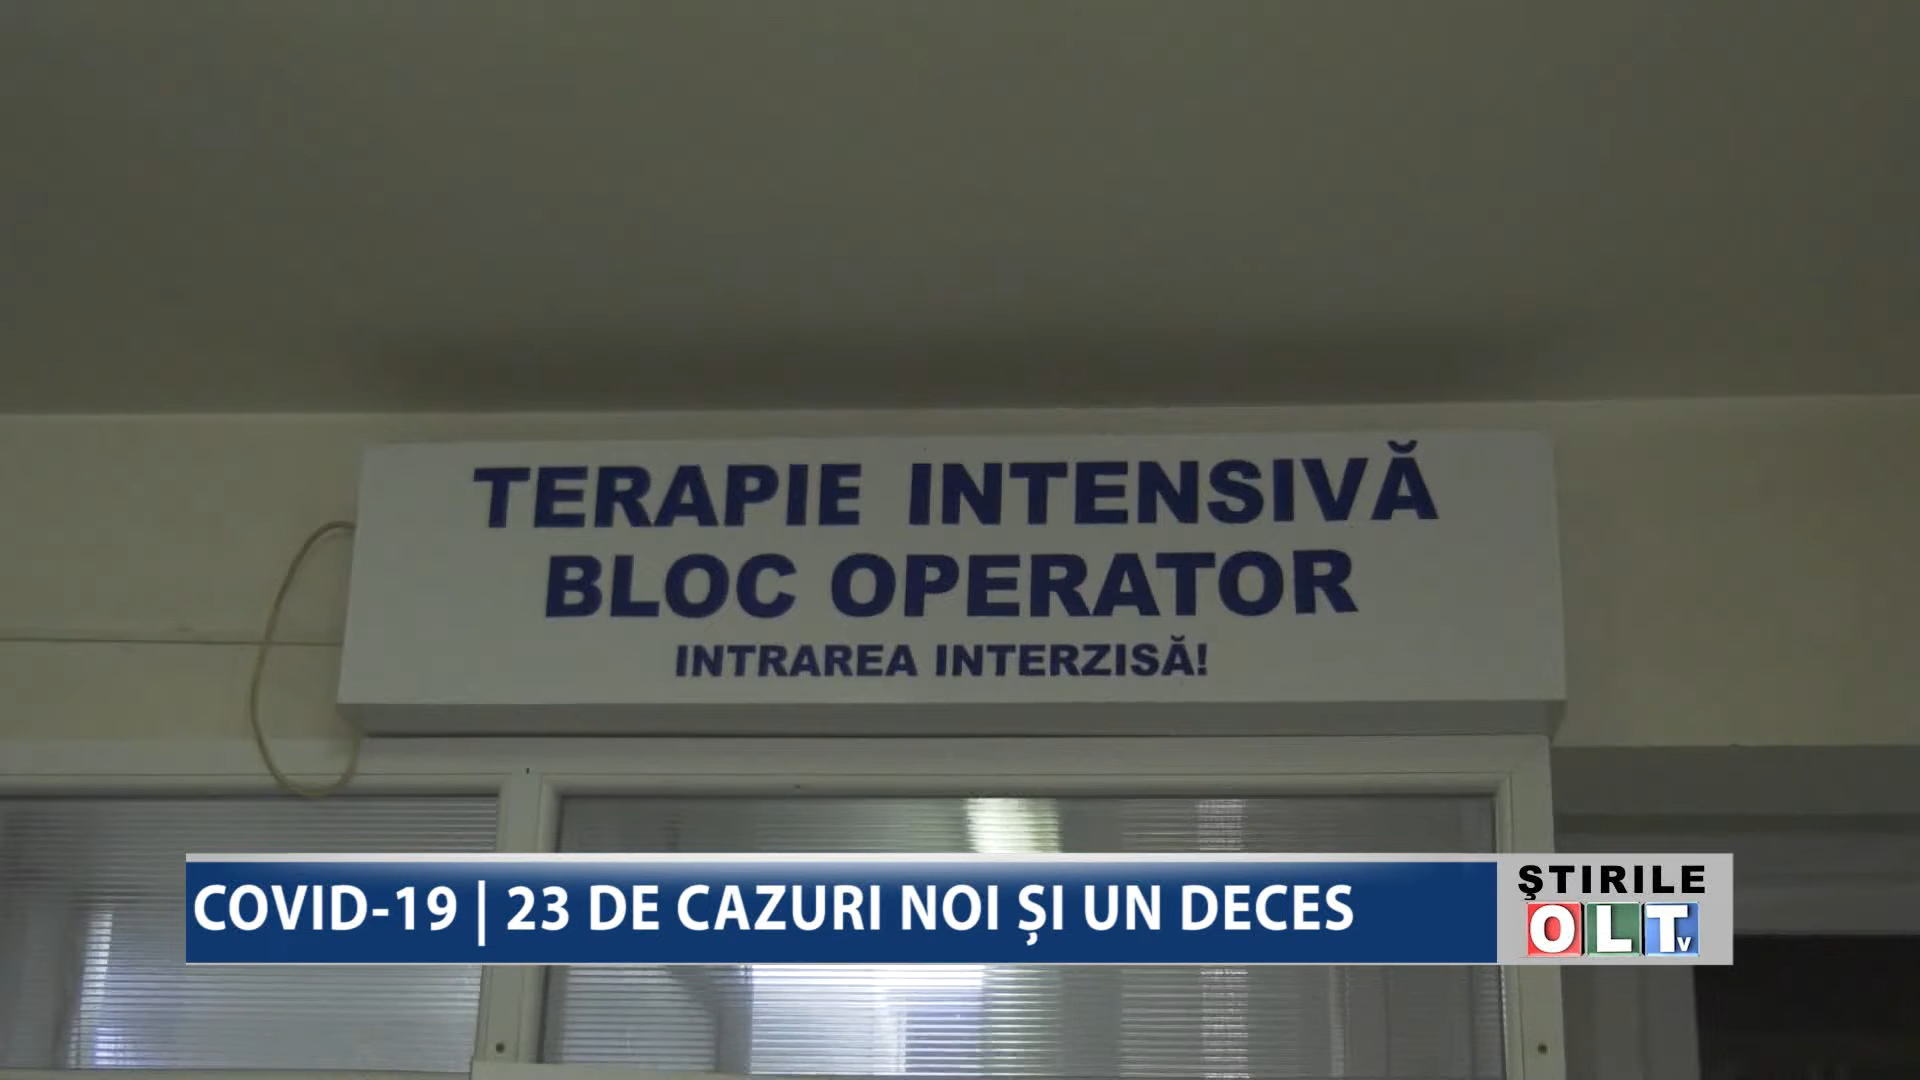 TERAPIE INTENSIVĂ
BLOC OPERATOR
INTRAREA INTERZISĂ!
COVID-19 | 23 DE CAZURI NOI ȘI UN DECES
ŞTIRILE
OLTv